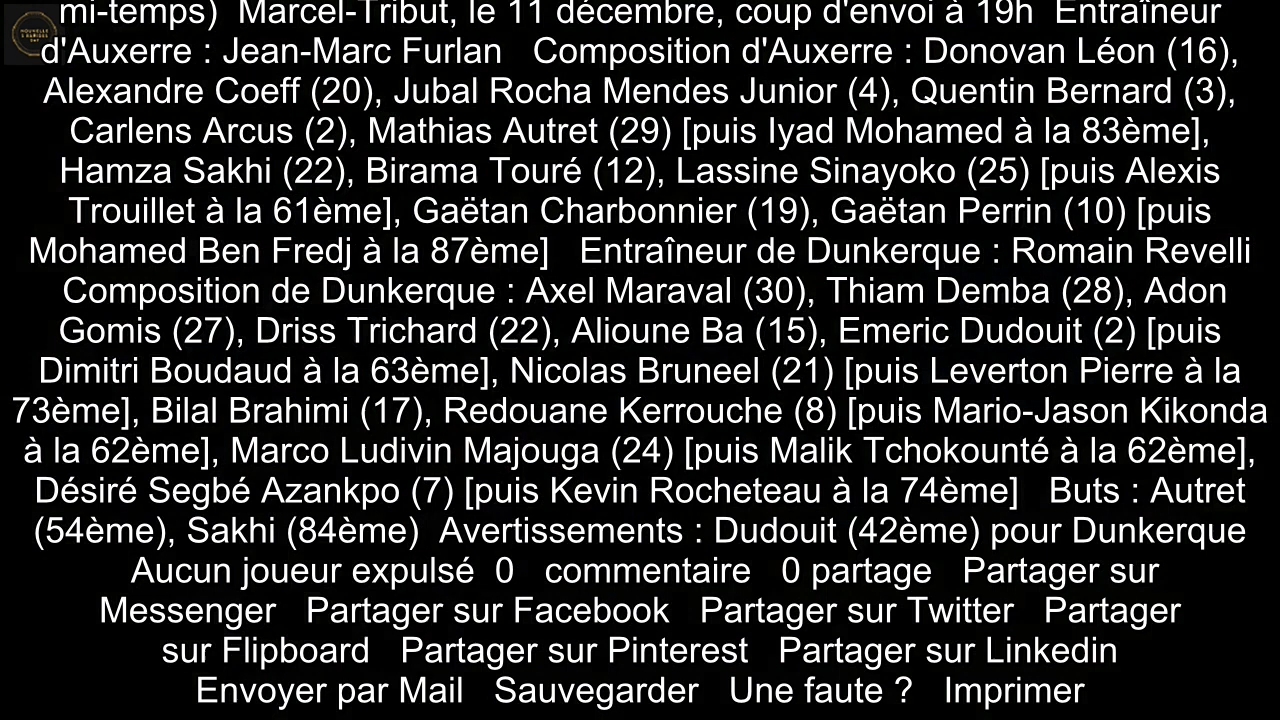 mi-temps)  Marcel-Tribut, le 11 décembre, coup d'envoi à 19h  Entraîneur
d'Auxerre : Jean-Marc Furlan   Composition d'Auxerre : Donovan Léon (16),
Alexandre Coeff (20), Jubal Rocha Mendes Junior (4), Quentin Bernard (3),
Carlens Arcus (2), Mathias Autret (29) [puis Iyad Mohamed à la 83ème],
Hamza Sakhi (22), Birama Touré (12), Lassine Sinayoko (25) [puis Alexis
Trouillet à la 61ème], Gaëtan Charbonnier (19), Gaëtan Perrin (10) [puis
Mohamed Ben Fredj à la 87ème]   Entraîneur de Dunkerque : Romain Revelli
Composition de Dunkerque : Axel Maraval (30), Thiam Demba (28), Adon
Gomis (27), Driss Trichard (22), Alioune Ba (15), Emeric Dudouit (2) [puis
Dimitri Boudaud à la 63ème], Nicolas Bruneel (21) [puis Leverton Pierre à la
73ème], Bilal Brahimi (17), Redouane Kerrouche (8) [puis Mario-Jason Kikonda
à la 62ème], Marco Ludivin Majouga (24) [puis Malik Tchokounté à la 62ème],
Désiré Segbé Azankpo (7) [puis Kevin Rocheteau à la 74ème]   Buts : Autret
(54ème), Sakhi (84ème)  Avertissements : Dudouit (42ème) pour Dunkerque
Aucun joueur expulsé  0   commentaire   0 partage   Partager sur
Messenger   Partager sur Facebook   Partager sur Twitter   Partager
sur Flipboard   Partager sur Pinterest   Partager sur Linkedin
Envoyer par Mail   Sauvegarder   Une faute ?   Imprimer